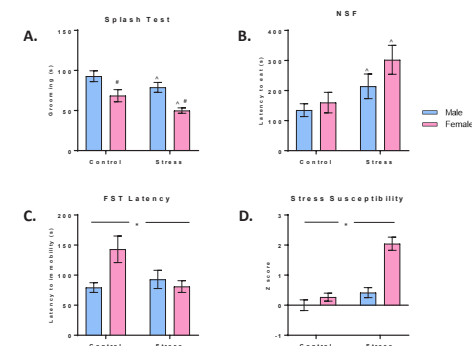 Splash Test
A.
Grooming (s)
150
100
50
0
#
^
^ #
Control
Stress
NSF
B.
Latency to eat (s)
400
300
200
100
0
^
^
Control
Stress
Male
Female
FST Latency
C.
Latency to immobility (s)
200
150
100
50
0
*
Control
Stress
Stress Susceptibility
D.
Z score
3
2
1
0
-1
*
Control
Stress